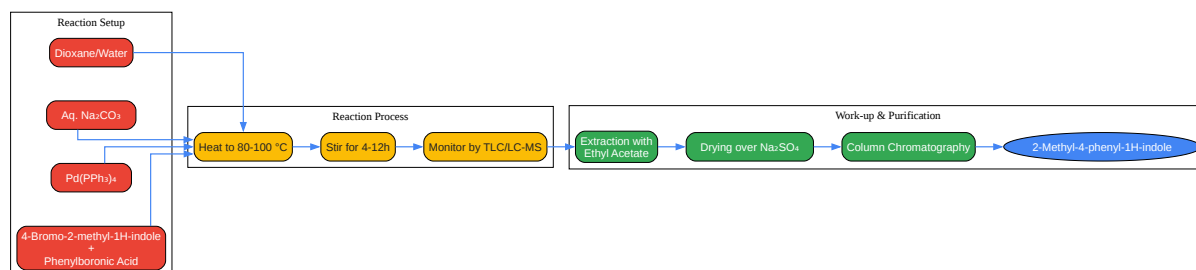 Reaction Setup
Dioxane/Water
Aq. Na₂CO₃
Pd(PPh₃)₄
4-Bromo-2-methyl-1H-indole
+
Phenylboronic Acid
Reaction Process
Heat to 80-100 °C
Stir for 4-12h
Monitor by TLC/LC-MS
Work-up & Purification
Extraction with
Ethyl Acetate
Drying over Na₂SO₄
Column Chromatography
2-Methyl-4-phenyl-1H-indole